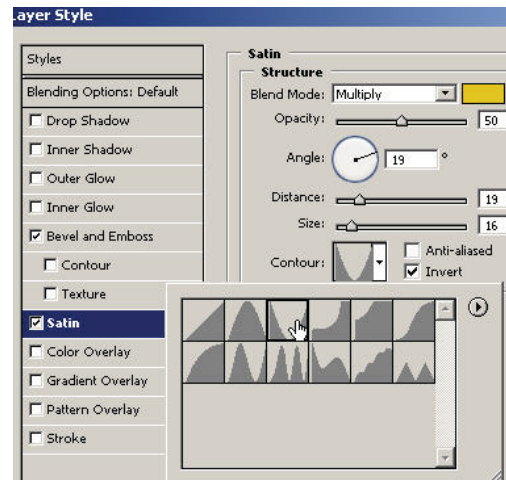 Layer Style
Styles
Blending Options: Default
Drop Shadow
Inner Shadow
Outer Glow
Inner Glow
Bevel and Emboss
Contour
Texture
Satin
Color Overlay
Gradient Overlay
Pattern Overlay
Stroke
Satin
Structure
Blend Mode: Multiply
Opacity: 50
Angle: 19 °
Distance: 19
Size: 16
Contour:
Anti-aliased
Invert